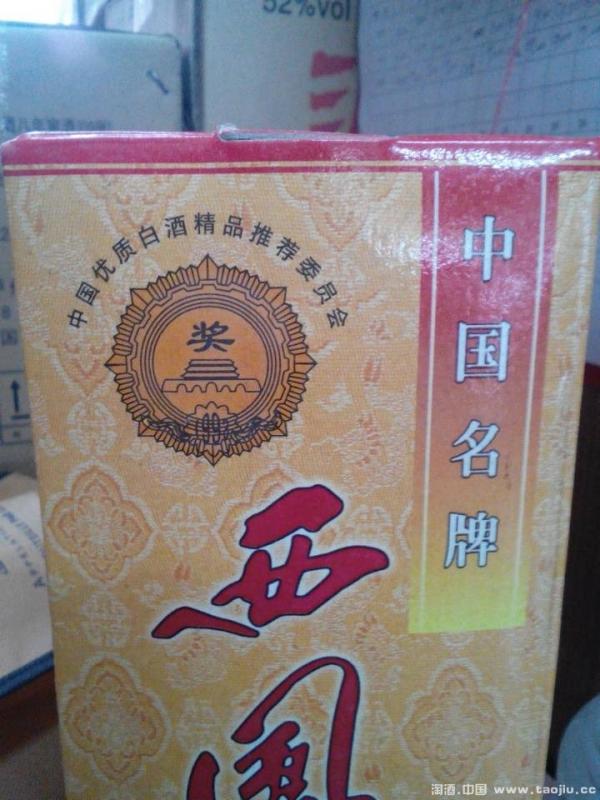 52%vol
中国优质白酒精品推荐委员会
奖
中国名牌
西凤
淘酒.中国 www.taojiu.cc